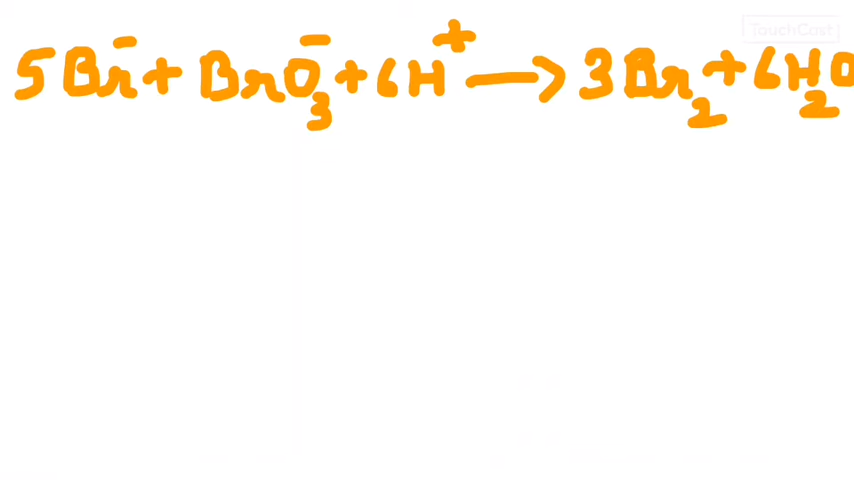 TouchCast
5Br⁻ + BrO₃⁻ + 6H⁺ ⟶ 3Br₂ + 6H₂O